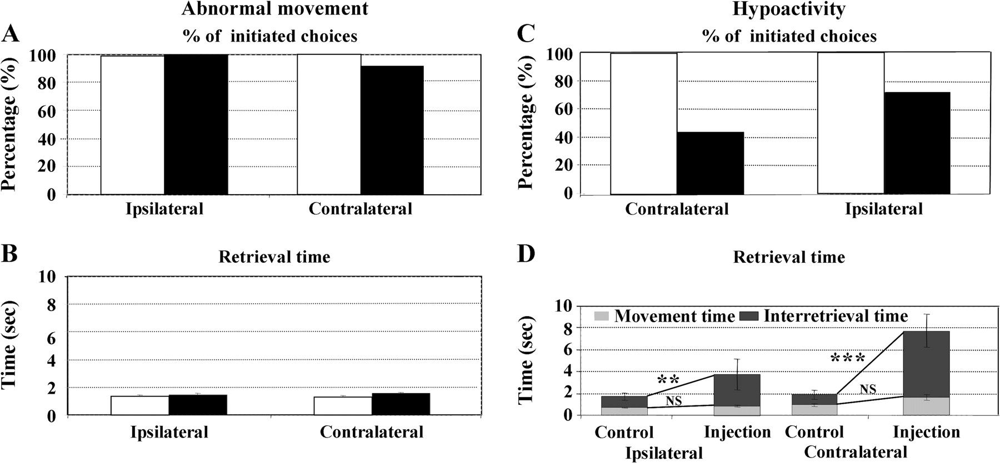 Abnormal movement
A
% of initiated choices
Percentage (%)
100
80
60
40
20
0
Ipsilateral
Contralateral
B
Retrieval time
Time (sec)
10
8
6
4
2
0
Ipsilateral
Contralateral
Hypoactivity
C
% of initiated choices
Percentage (%)
100
80
60
40
20
0
Contralateral
Ipsilateral
D
Retrieval time
Time (sec)
10
8
6
4
2
0
Movement time
Interretrieval time
**
NS
***
NS
Control
Injection
Control
Injection
Ipsilateral
Contralateral